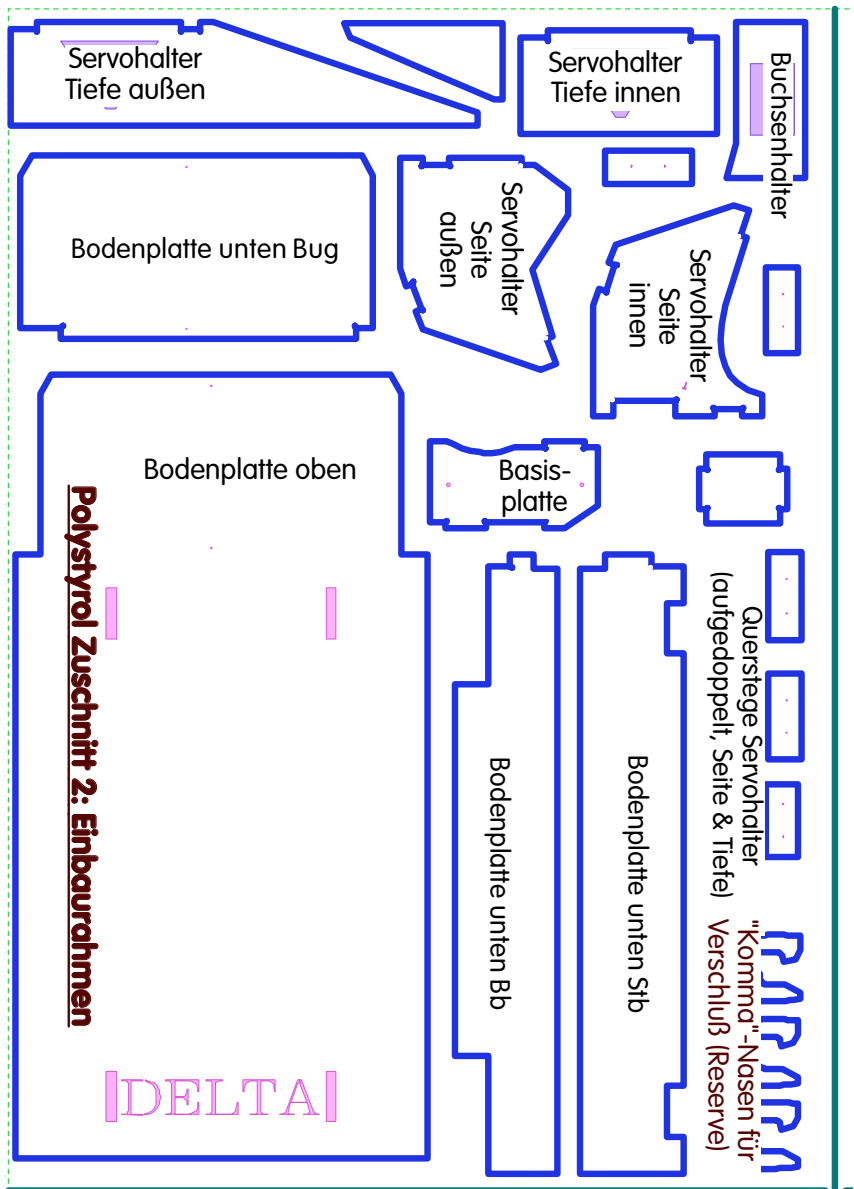 Servohalter
Tiefe außen
Servohalter
Tiefe innen
Buchsenhalter
Bodenplatte unten Bug
Servohalter
Seite
außen
Servohalter
Seite
innen
Bodenplatte oben
Basis-
platte
Polystyrol Zuschnitt 2: Einbaurahmen
Querstege Servohalter
(aufgedoppelt, Seite & Tiefe)
Bodenplatte unten Bb
Bodenplatte unten Stb
"Komma"-Nasen für
Verschluß (Reserve)
DELTA